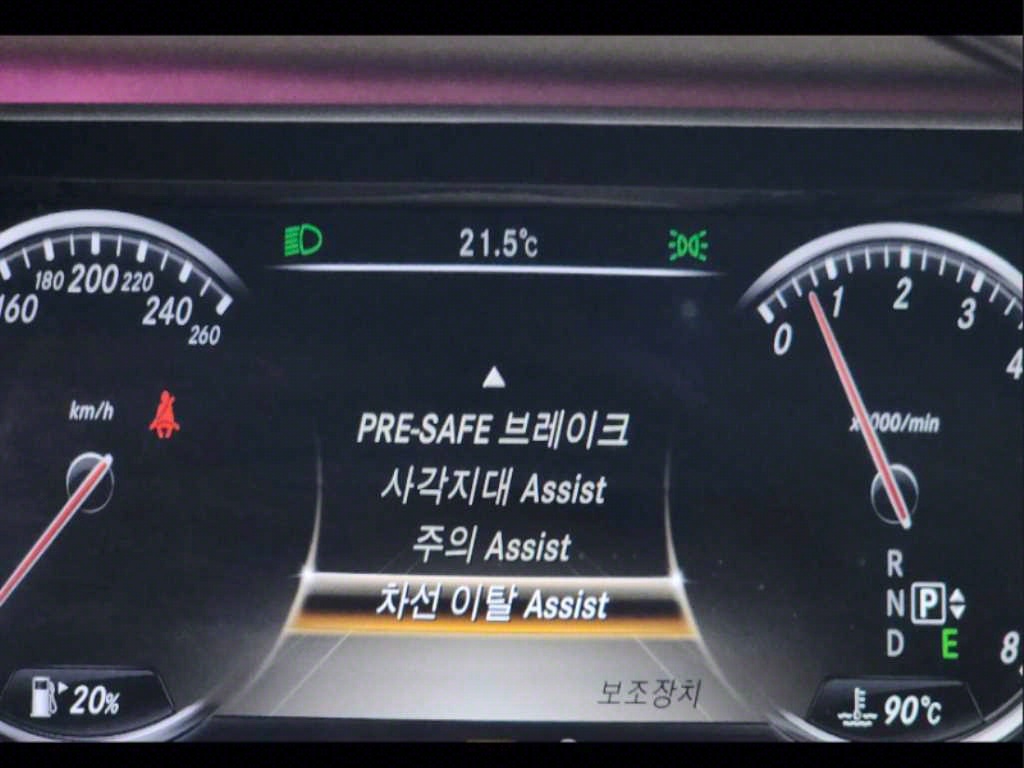 21.5°C
160 180 200 220 240 260
km/h
PRE-SAFE 브레이크
사각지대 Assist
주의 Assist
차선 이탈 Assist
보조장치
20%
0 1 2 3 4 8
x1000/min
R
N P
D E
90°C